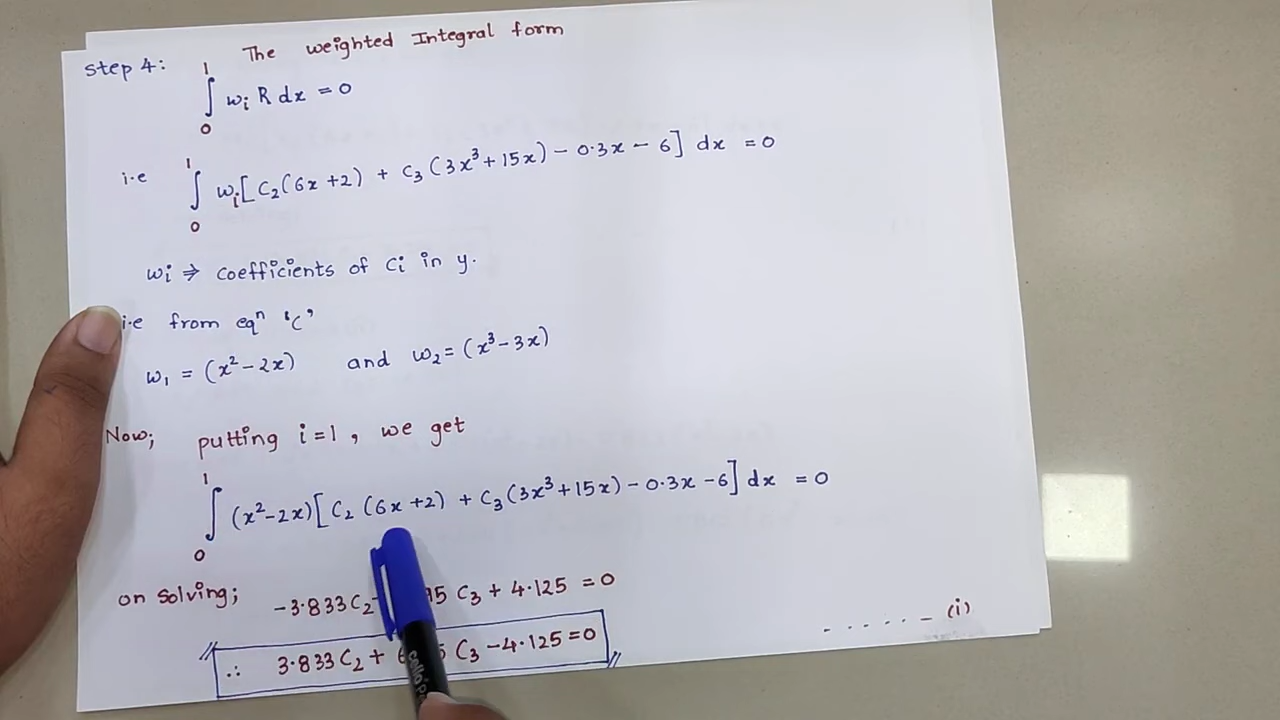 step 4: The weighted Integral form
∫₀¹ wᵢ R dx = 0
i.e ∫₀¹ wᵢ[C₂(6x+2) + C₃(3x³+15x) − 0.3x − 6] dx = 0
wᵢ ⇒ coefficients of Cᵢ in y.
i.e from eqⁿ 'C'
w₁ = (x²−2x) and w₂ = (x³−3x)
Now; putting i=1, we get
∫₀¹ (x²−2x)[C₂(6x+2) + C₃(3x³+15x) − 0.3x − 6] dx = 0
on solving; −3.833C₂ C₃ + 4.125 = 0
∴ 3.833C₂ + C₃ − 4.125 = 0 . . . . . . (i)
cello